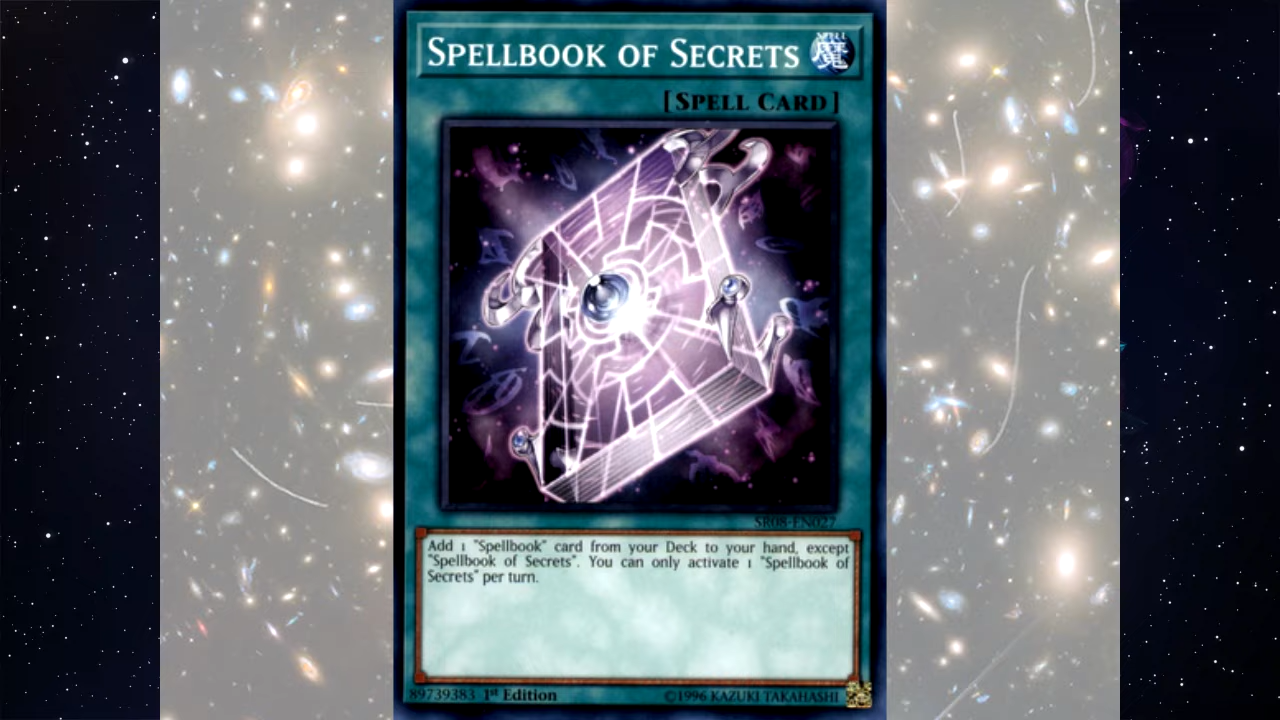 SPELLBOOK OF SECRETS
SPELL
魔
[SPELL CARD]
SR08-EN027
Add 1 "Spellbook" card from your Deck to your hand, except
"Spellbook of Secrets". You can only activate 1 "Spellbook of
Secrets" per turn.
89739383 1st Edition ©1996 KAZUKI TAKAHASHI